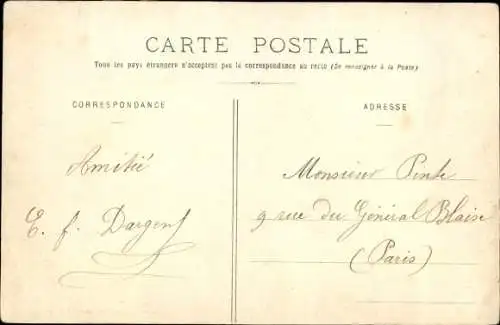 CARTE POSTALE
Tous les pays étrangers n'acceptent pas la correspondance au recto (Se renseigner à la Poste)
CORRESPONDANCE
Amitié
E. f. Dargent
ADRESSE
Monsieur Pinte
9 rue du Général Blaise
(Paris)